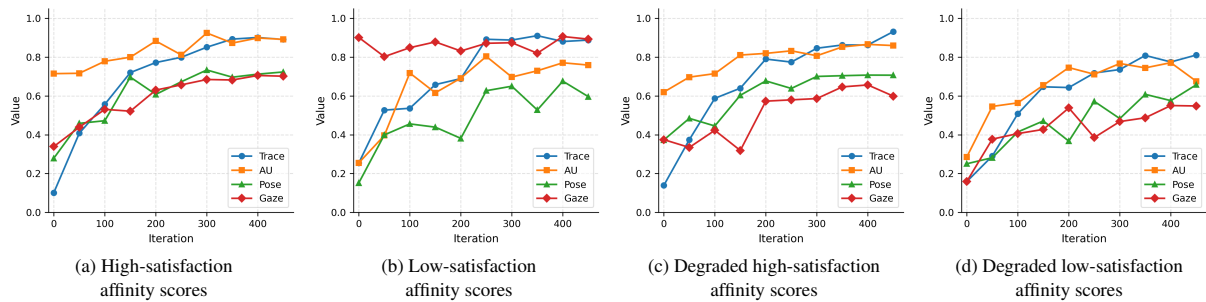 1.0
0.8
0.6
0.4
0.2
0.0
Value
0
100
200
300
400
Iteration
Trace
AU
Pose
Gaze
(a) High-satisfaction
affinity scores
1.0
0.8
0.6
0.4
0.2
0.0
Value
0
100
200
300
400
Iteration
Trace
AU
Pose
Gaze
(b) Low-satisfaction
affinity scores
1.0
0.8
0.6
0.4
0.2
0.0
Value
0
100
200
300
400
Iteration
Trace
AU
Pose
Gaze
(c) Degraded high-satisfaction
affinity scores
1.0
0.8
0.6
0.4
0.2
0.0
Value
0
100
200
300
400
Iteration
Trace
AU
Pose
Gaze
(d) Degraded low-satisfaction
affinity scores